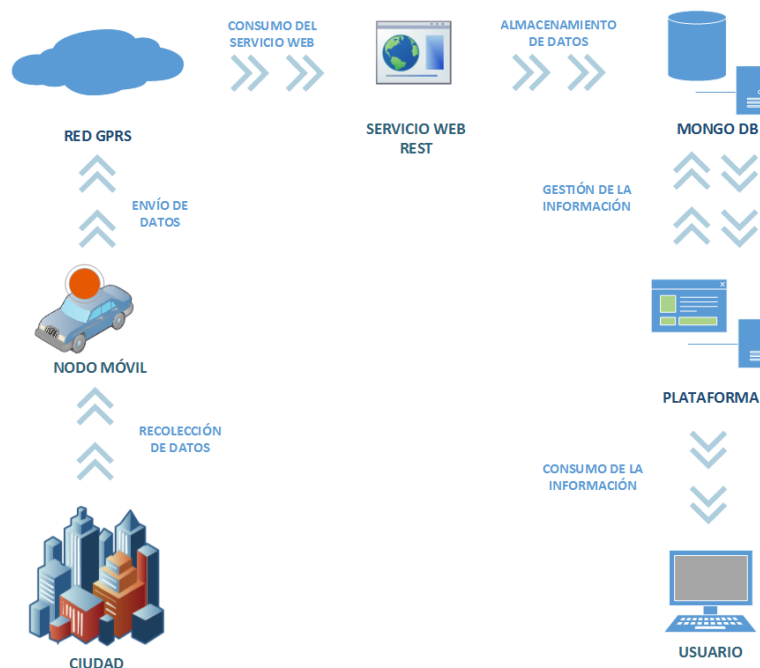 CONSUMO DEL
SERVICIO WEB
ALMACENAMIENTO
DE DATOS
RED GPRS
SERVICIO WEB
REST
MONGO DB
ENVÍO DE
DATOS
GESTIÓN DE LA
INFORMACIÓN
NODO MÓVIL
PLATAFORMA
RECOLECCIÓN
DE DATOS
CONSUMO DE LA
INFORMACIÓN
CIUDAD
USUARIO